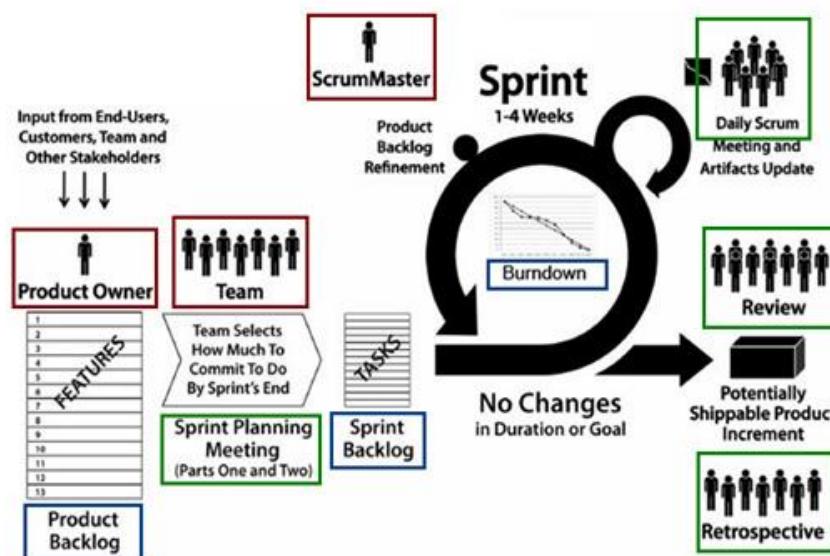 ScrumMaster
Sprint
1-4 Weeks
Product
Backlog
Refinement
Daily Scrum
Meeting and
Artifacts Update
Input from End-Users,
Customers, Team and
Other Stakeholders
Product Owner
Team
Burndown
Review
1
2
3
4
5
6
7
8
9
10
11
12
13
FEATURES
Team Selects
How Much To
Commit To Do
By Sprint's End
TASKS
Sprint Planning
Meeting
(Parts One and Two)
Sprint
Backlog
No Changes
in Duration or Goal
Potentially
Shippable Product
Increment
Product
Backlog
Retrospective